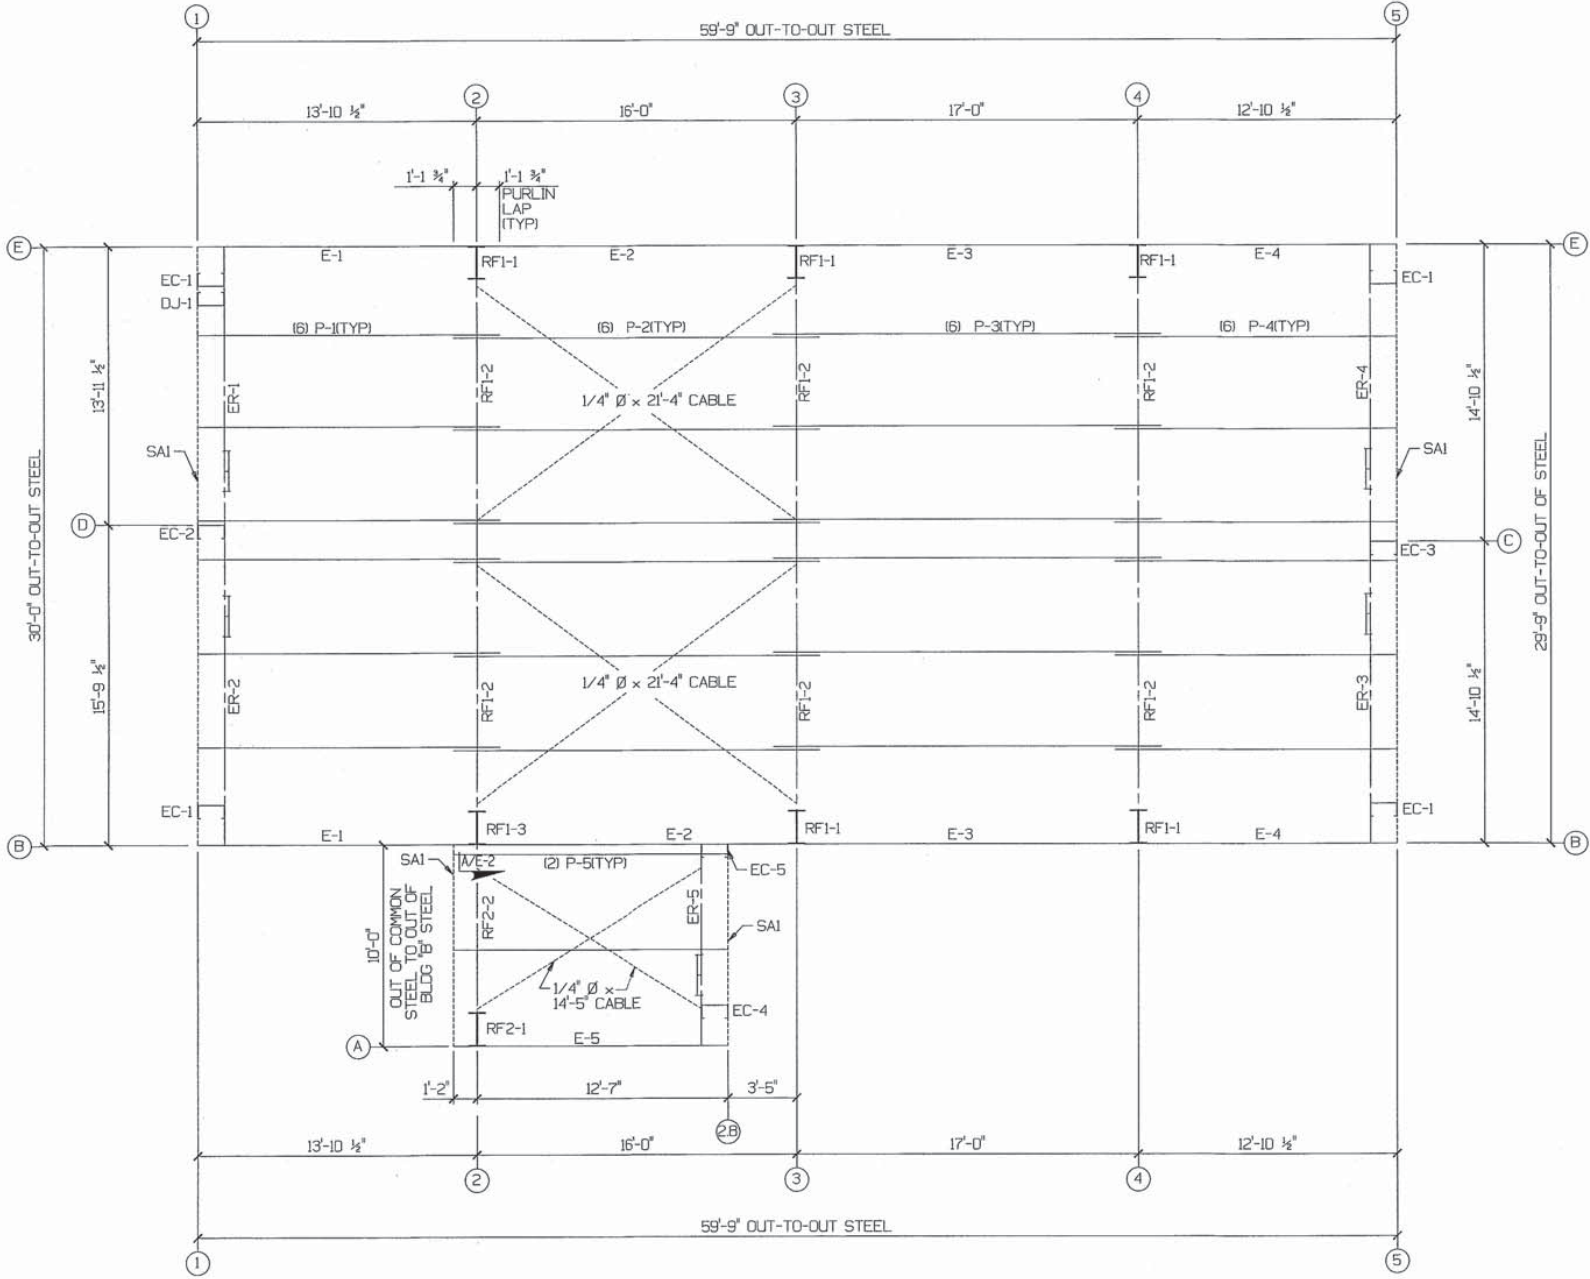 1
5
59'-9" OUT-TO-OUT STEEL
2
3
4
13'-10 ½"
16'-0"
17'-0"
12'-10 ½"
1'-1 ¾"
1'-1 ¾"
PURLIN
LAP
(TYP)
E
E
E-1
E-2
E-3
E-4
RF1-1
RF1-1
RF1-1
EC-1
EC-1
DJ-1
(6) P-1(TYP)
(6) P-2(TYP)
(6) P-3(TYP)
(6) P-4(TYP)
13'-11 ½"
ER-1
RF1-2
RF1-2
RF1-2
ER-4
14'-10 ½"
1/4" Ø x 21'-4" CABLE
SA1
SA1
30'-0" OUT-TO-OUT STEEL
29'-9" OUT-TO-OUT OF STEEL
D
EC-2
C
EC-3
15'-9 ½"
ER-2
RF1-2
RF1-2
RF1-2
ER-3
14'-10 ½"
1/4" Ø x 21'-4" CABLE
EC-1
EC-1
B
B
E-1
RF1-3
E-2
RF1-1
E-3
RF1-1
E-4
SA1
A/E-2
(2) P-5(TYP)
EC-5
10'-0"
OUT OF COMMON
STEEL TO OUT OF
BLDG "B" STEEL
RF2-2
ER-5
SA1
1/4" Ø x
14'-5" CABLE
EC-4
RF2-1
E-5
A
1'-2"
12'-7"
3'-5"
2.B
13'-10 ½"
16'-0"
17'-0"
12'-10 ½"
2
3
4
59'-9" OUT-TO-OUT STEEL
1
5